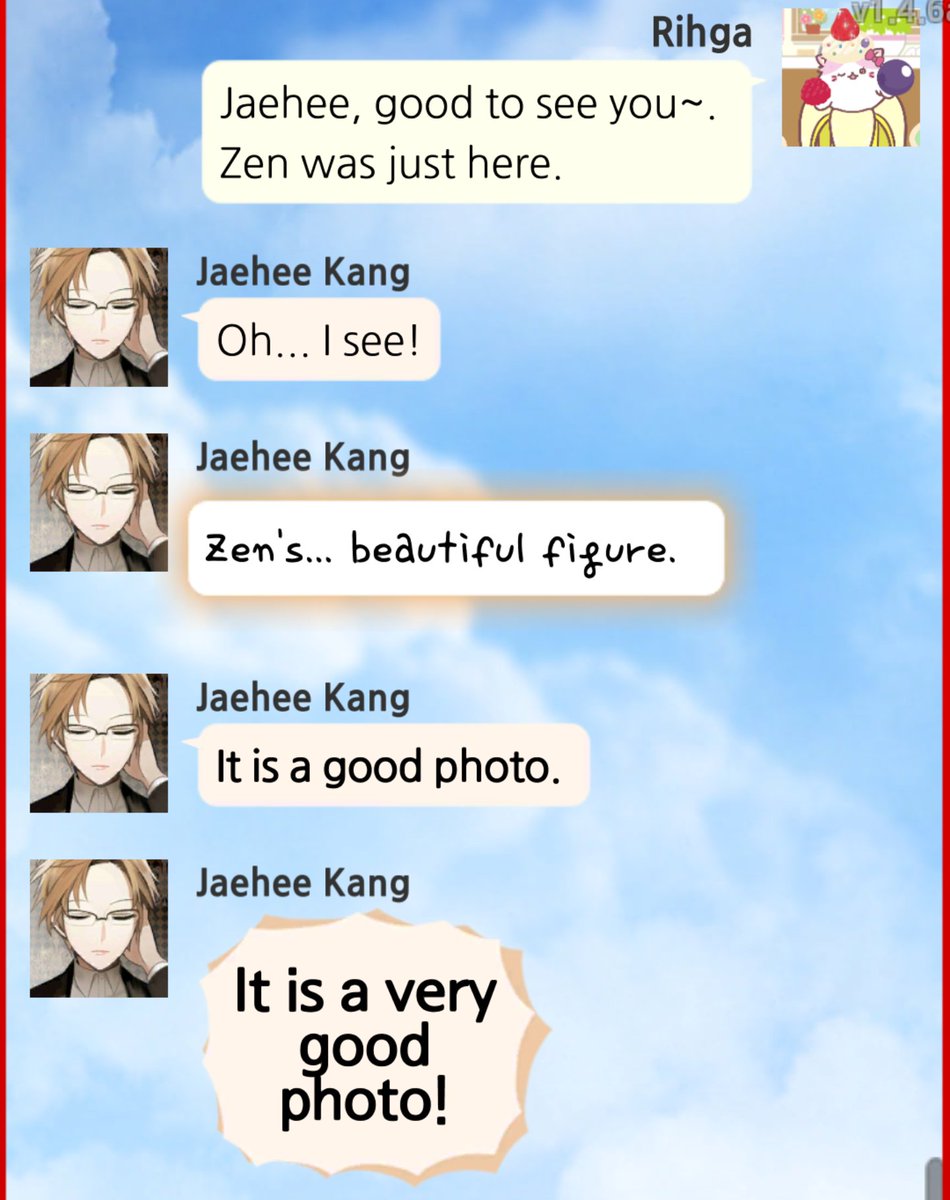 v1.4.6
Rihga
Jaehee, good to see you~.
Zen was just here.
Jaehee Kang
Oh... I see!
Jaehee Kang
Zen's... beautiful figure.
Jaehee Kang
It is a good photo.
Jaehee Kang
It is a very
good
photo!